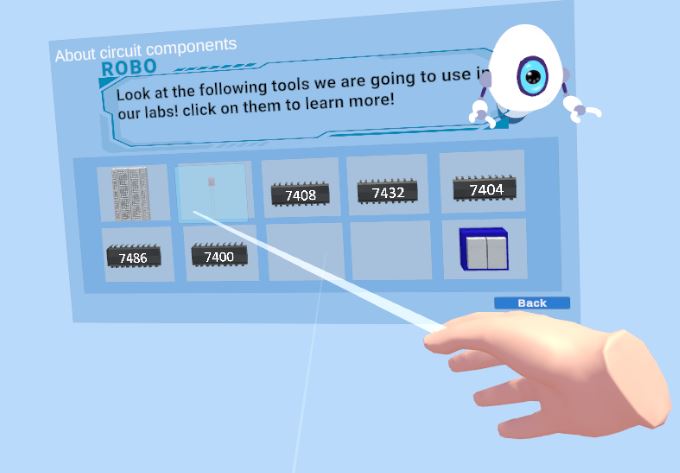 About circuit components
ROBO
Look at the following tools we are going to use in
our labs! click on them to learn more!
7408
7432
7404
7486
7400
Back